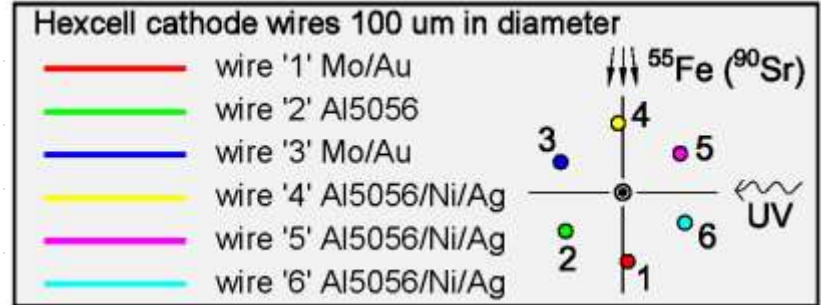 Hexcell cathode wires 100 um in diameter
wire '1' Mo/Au
wire '2' Al5056
wire '3' Mo/Au
wire '4' Al5056/Ni/Ag
wire '5' Al5056/Ni/Ag
wire '6' Al5056/Ni/Ag
55Fe (90Sr)
4
3
5
UV
2
6
1